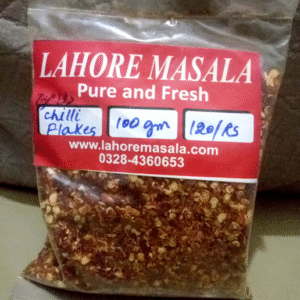 LAHORE MASALA
Pure and Fresh
Chilli
Flakes
100 gm
120/Rs
www.lahoremasala.com
0328-4360653